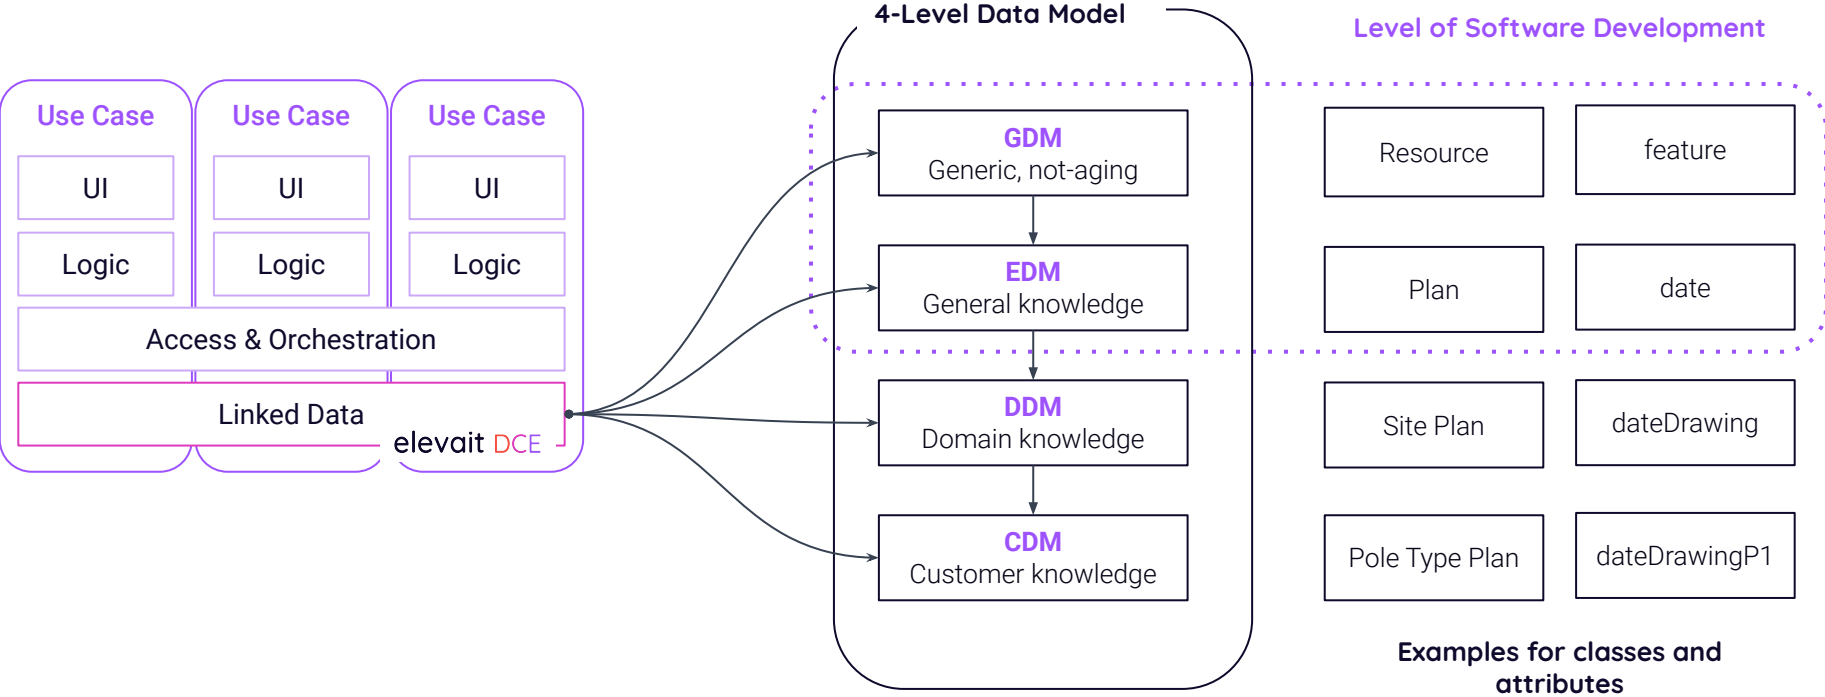 4-Level Data Model
Level of Software Development
Use Case
Use Case
Use Case
UI
UI
UI
Logic
Logic
Logic
Access & Orchestration
Linked Data
elevait DCE
GDM
Generic, not-aging
EDM
General knowledge
DDM
Domain knowledge
CDM
Customer knowledge
Resource
feature
Plan
date
Site Plan
dateDrawing
Pole Type Plan
dateDrawingP1
Examples for classes and
attributes